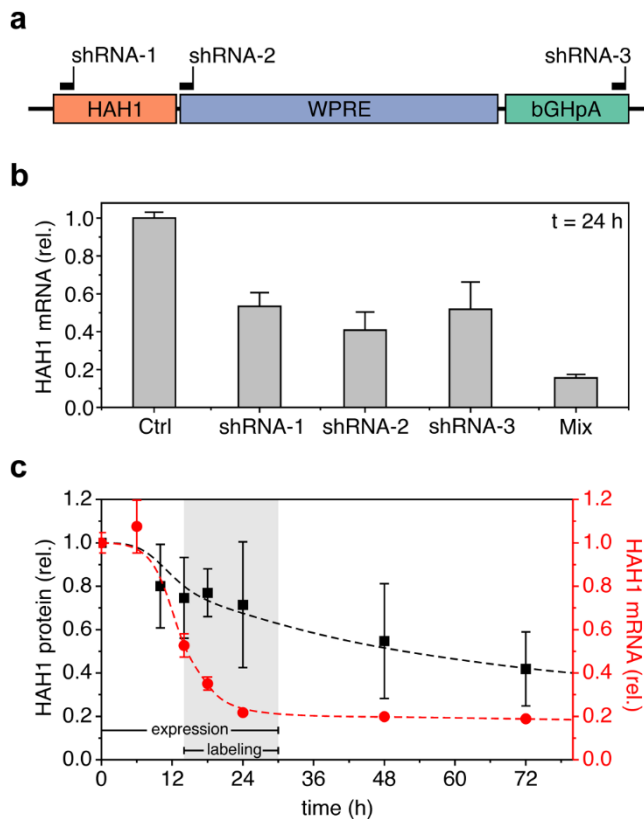 a
shRNA-1 shRNA-2 shRNA-3
HAH1 WPRE bGHpA
b
HAH1 mRNA (rel.)
1.0
0.8
0.6
0.4
0.2
0.0
t = 24 h
Ctrl shRNA-1 shRNA-2 shRNA-3 Mix
c
HAH1 protein (rel.)
1.2
1.0
0.8
0.6
0.4
0.2
0.0
expression
labeling
1.2
1.0
0.8
0.6
0.4
0.2
0.0
HAH1 mRNA (rel.)
0 12 24 36 48 60 72
time (h)